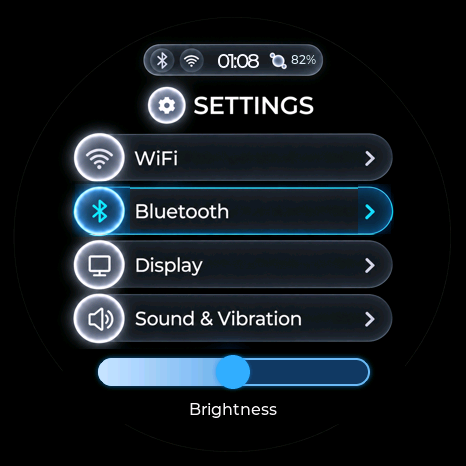 01:08 82%
SETTINGS
WiFi
Bluetooth
Display
Sound & Vibration
Brightness